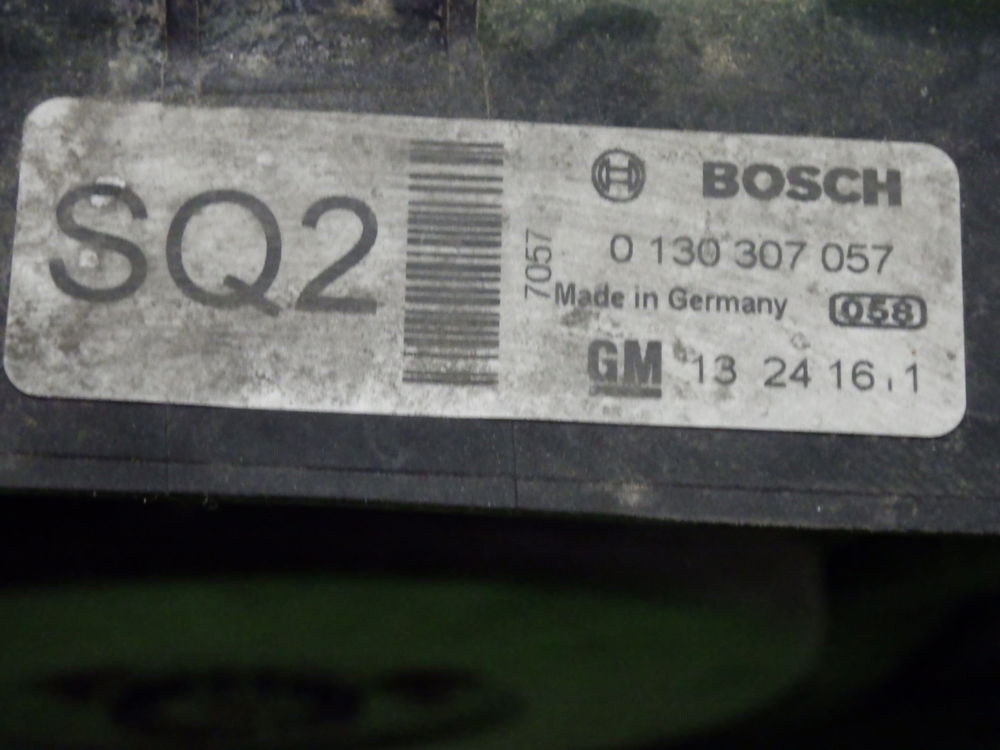 SQ2
7057
BOSCH
0 130 307 057
Made in Germany 058
GM 13 24 16.1